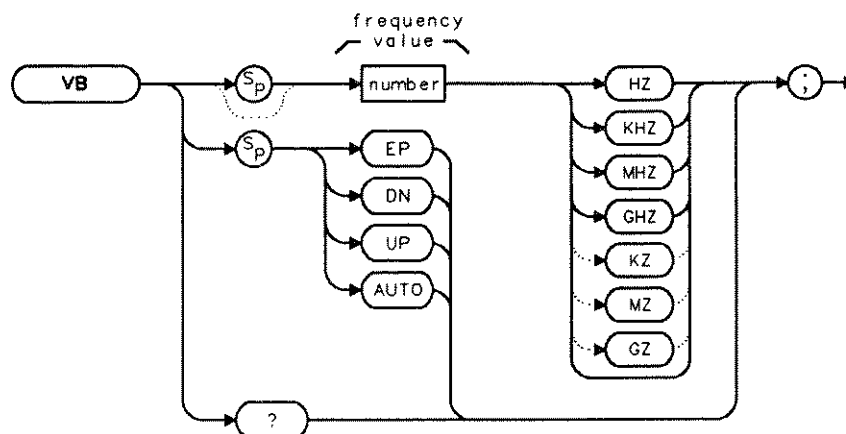 frequency
value
VB
Sp
number
HZ
;
KHZ
Sp
EP
MHZ
DN
GHZ
UP
KZ
AUTO
MZ
GZ
?